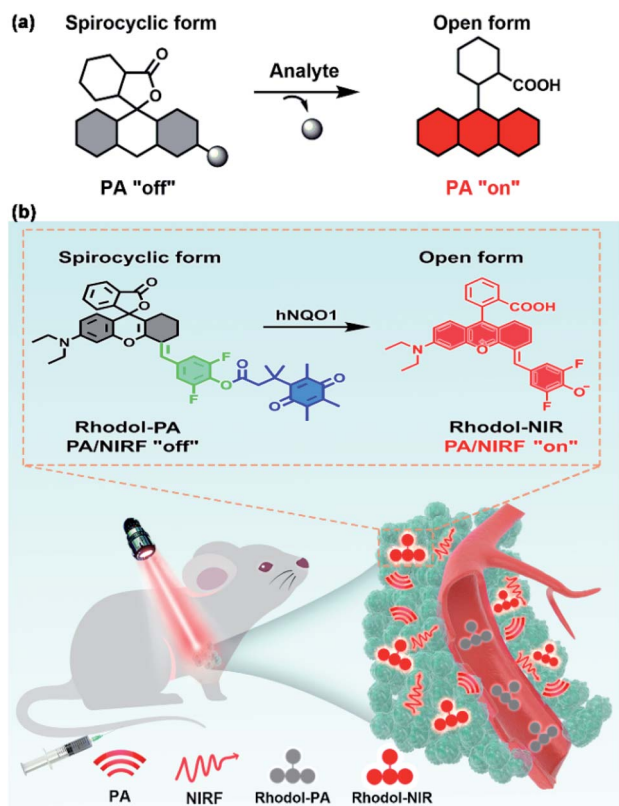 (a)
Spirocyclic form
Open form
O
O
Analyte
COOH
PA "off"
PA "on"
(b)
Spirocyclic form
Open form
O
O
N
O
F
F
O
O
O
O
hNQO1
COOH
N
O+
F
F
O-
Rhodol-PA
PA/NIRF "off"
Rhodol-NIR
PA/NIRF "on"
PA
NIRF
Rhodol-PA
Rhodol-NIR